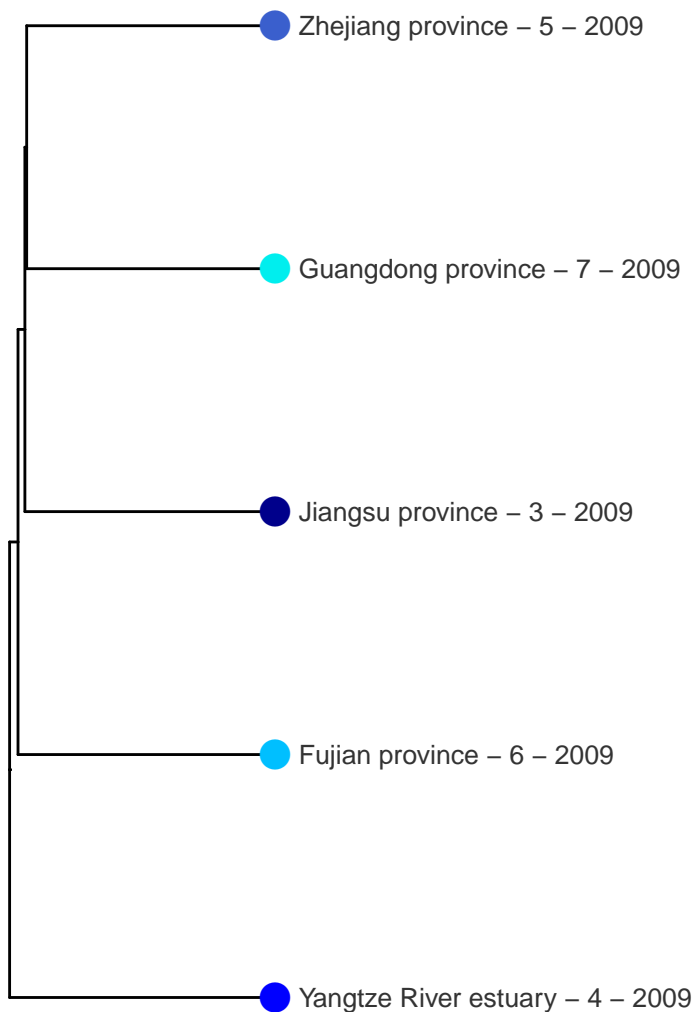 Zhejiang province – 5 – 2009
Guangdong province – 7 – 2009
Jiangsu province – 3 – 2009
Fujian province – 6 – 2009
Yangtze River estuary – 4 – 2009